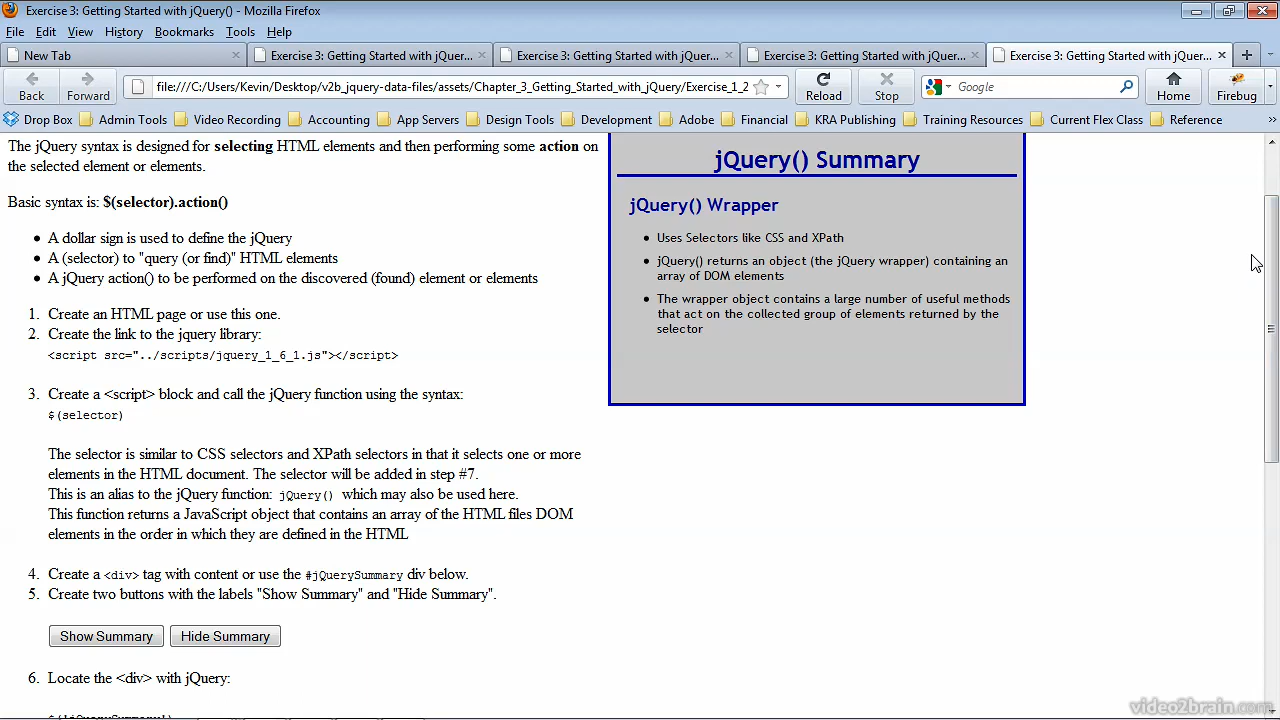 Exercise 3: Getting Started with jQuery() - Mozilla Firefox
File Edit View History Bookmarks Tools Help
New Tab
Exercise 3: Getting Started with jQuer...
Exercise 3: Getting Started with jQuer...
Exercise 3: Getting Started with jQuer...
Exercise 3: Getting Started with jQuer...
Back Forward file:///C:/Users/Kevin/Desktop/v2b_jquery-data-files/assets/Chapter_3_Getting_Started_with_jQuery/Exercise_1_2 Reload Stop Google Home Firebug
Drop Box Admin Tools Video Recording Accounting App Servers Design Tools Development Adobe Financial KRA Publishing Training Resources Current Flex Class Reference
The jQuery syntax is designed for selecting HTML elements and then performing some action on
the selected element or elements.
Basic syntax is: $(selector).action()
• A dollar sign is used to define the jQuery
• A (selector) to "query (or find)" HTML elements
• A jQuery action() to be performed on the discovered (found) element or elements
1. Create an HTML page or use this one.
2. Create the link to the jquery library:
<script src="../scripts/jquery_1_6_1.js"></script>
3. Create a <script> block and call the jQuery function using the syntax:
$(selector)
The selector is similar to CSS selectors and XPath selectors in that it selects one or more
elements in the HTML document. The selector will be added in step #7.
This is an alias to the jQuery function: jQuery() which may also be used here.
This function returns a JavaScript object that contains an array of the HTML files DOM
elements in the order in which they are defined in the HTML
4. Create a <div> tag with content or use the #jQuerySummary div below.
5. Create two buttons with the labels "Show Summary" and "Hide Summary".
Show Summary Hide Summary
6. Locate the <div> with jQuery:
jQuery() Summary
jQuery() Wrapper
• Uses Selectors like CSS and XPath
• jQuery() returns an object (the jQuery wrapper) containing an
array of DOM elements
• The wrapper object contains a large number of useful methods
that act on the collected group of elements returned by the
selector
video2brain.com